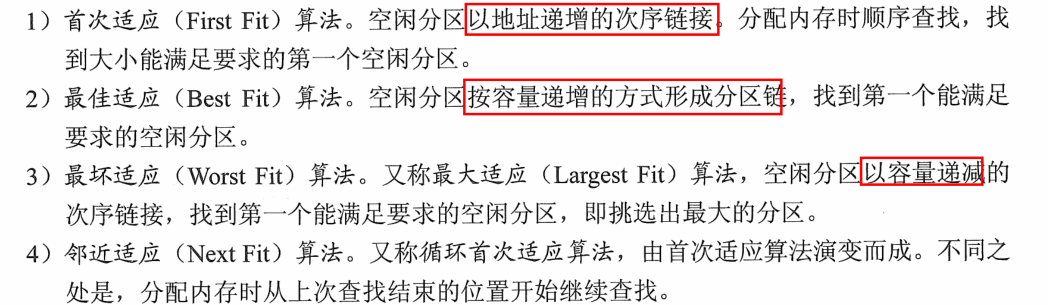 1）首次适应（First Fit）算法。空闲分区以地址递增的次序链接。分配内存时顺序查找，找
到大小能满足要求的第一个空闲分区。
2）最佳适应（Best Fit）算法。空闲分区按容量递增的方式形成分区链，找到第一个能满足
要求的空闲分区。
3）最坏适应（Worst Fit）算法。又称最大适应（Largest Fit）算法，空闲分区以容量递减的
次序链接，找到第一个能满足要求的空闲分区，即挑选出最大的分区。
4）邻近适应（Next Fit）算法。又称循环首次适应算法，由首次适应算法演变而成。不同之
处是，分配内存时从上次查找结束的位置开始继续查找。